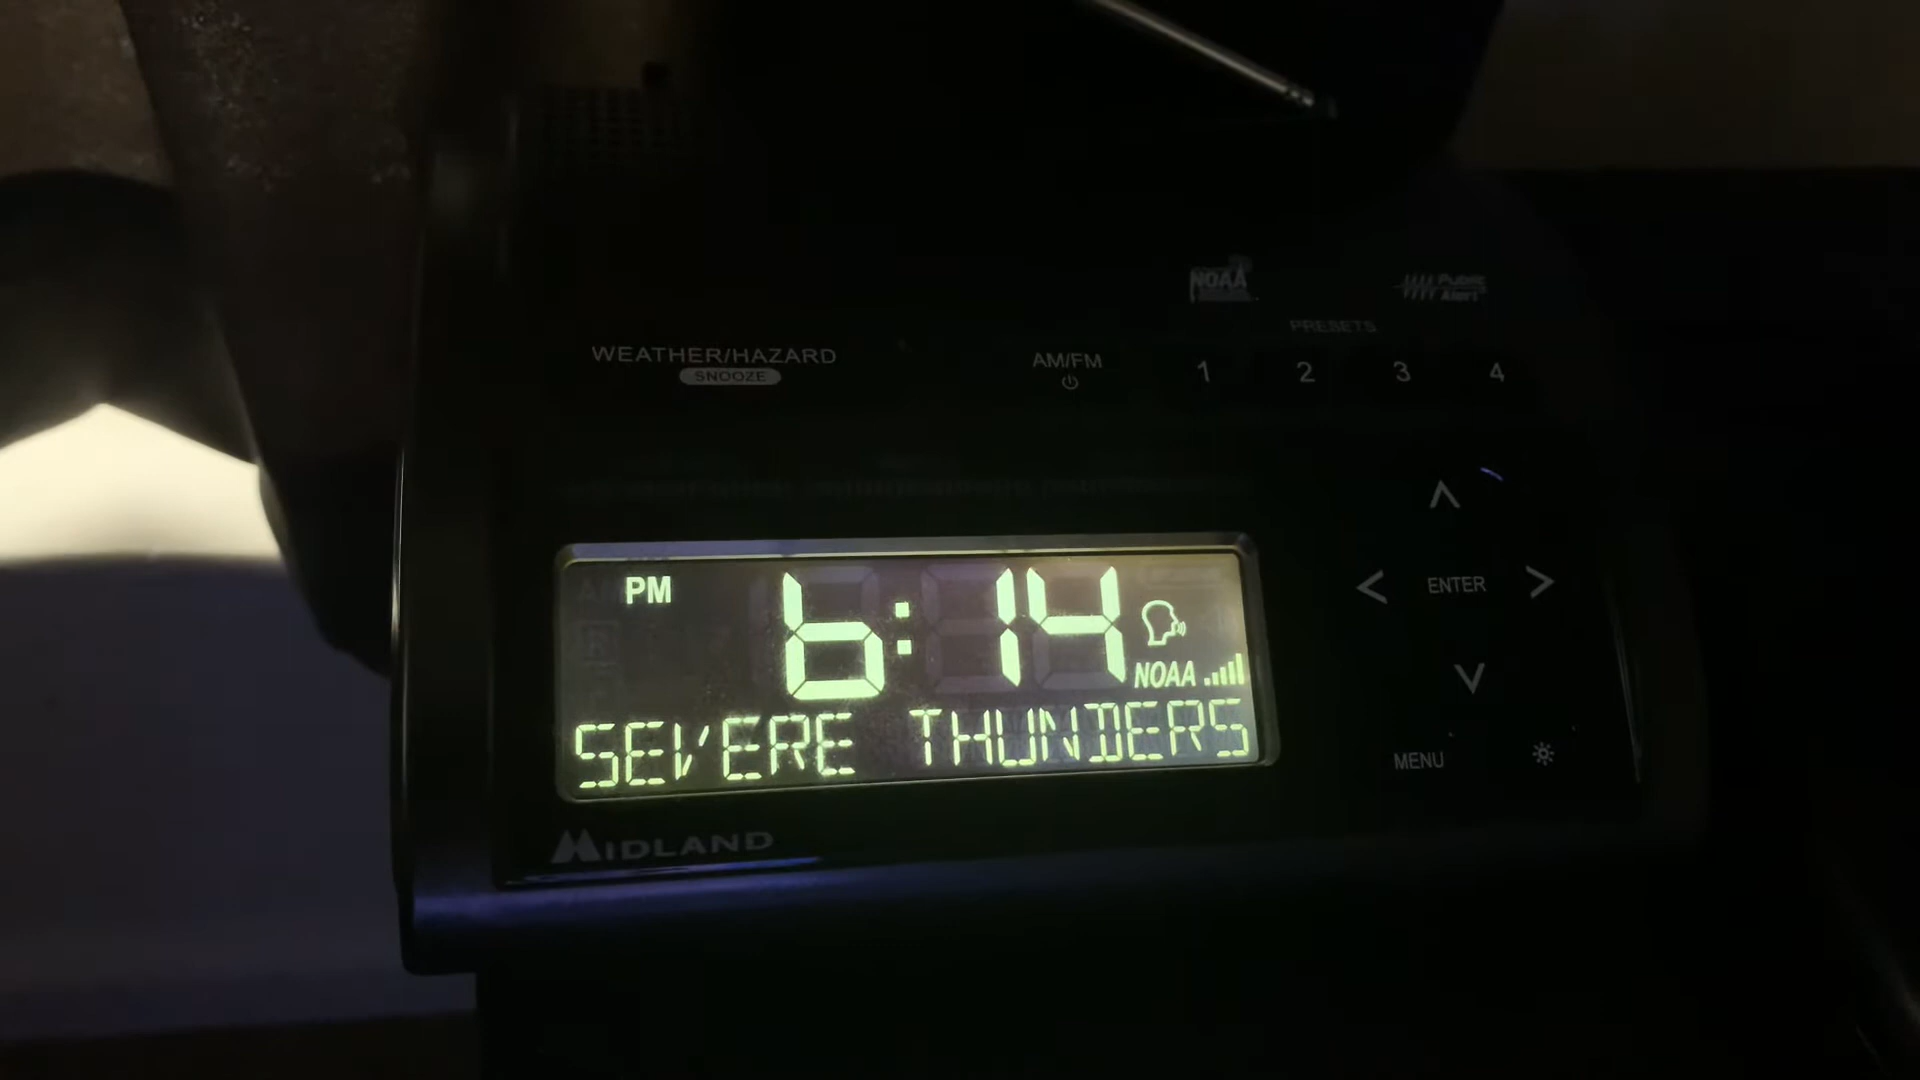 NOAA
Public
Alert
PRESETS
WEATHER/HAZARD
SNOOZE
AM/FM
1 2 3 4
ENTER
PM 6:14
NOAA
SEVERE THUNDERS
MENU
MIDLAND